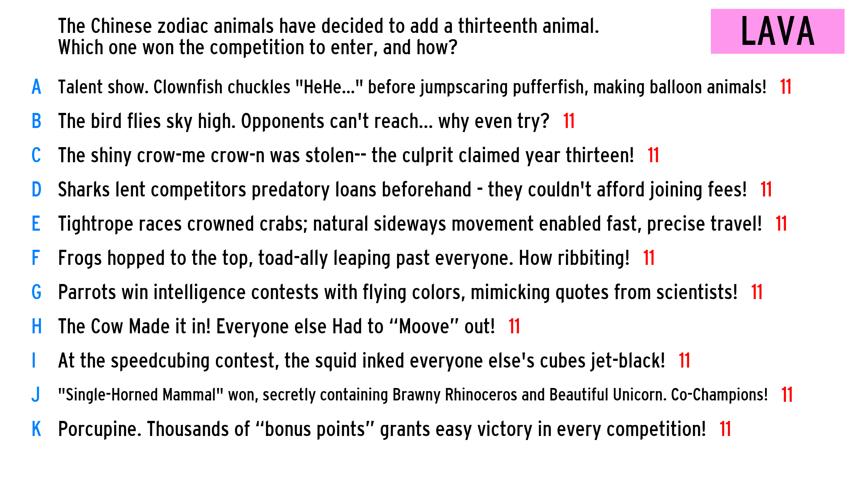 The Chinese zodiac animals have decided to add a thirteenth animal.
Which one won the competition to enter, and how?
LAVA
A Talent show. Clownfish chuckles "HeHe..." before jumpscaring pufferfish, making balloon animals! 11
B The bird flies sky high. Opponents can't reach... why even try? 11
C The shiny crow-me crow-n was stolen-- the culprit claimed year thirteen! 11
D Sharks lent competitors predatory loans beforehand - they couldn't afford joining fees! 11
E Tightrope races crowned crabs; natural sideways movement enabled fast, precise travel! 11
F Frogs hopped to the top, toad-ally leaping past everyone. How ribbiting! 11
G Parrots win intelligence contests with flying colors, mimicking quotes from scientists! 11
H The Cow Made it in! Everyone else Had to “Moove” out! 11
I At the speedcubing contest, the squid inked everyone else's cubes jet-black! 11
J "Single-Horned Mammal" won, secretly containing Brawny Rhinoceros and Beautiful Unicorn. Co-Champions! 11
K Porcupine. Thousands of “bonus points” grants easy victory in every competition! 11